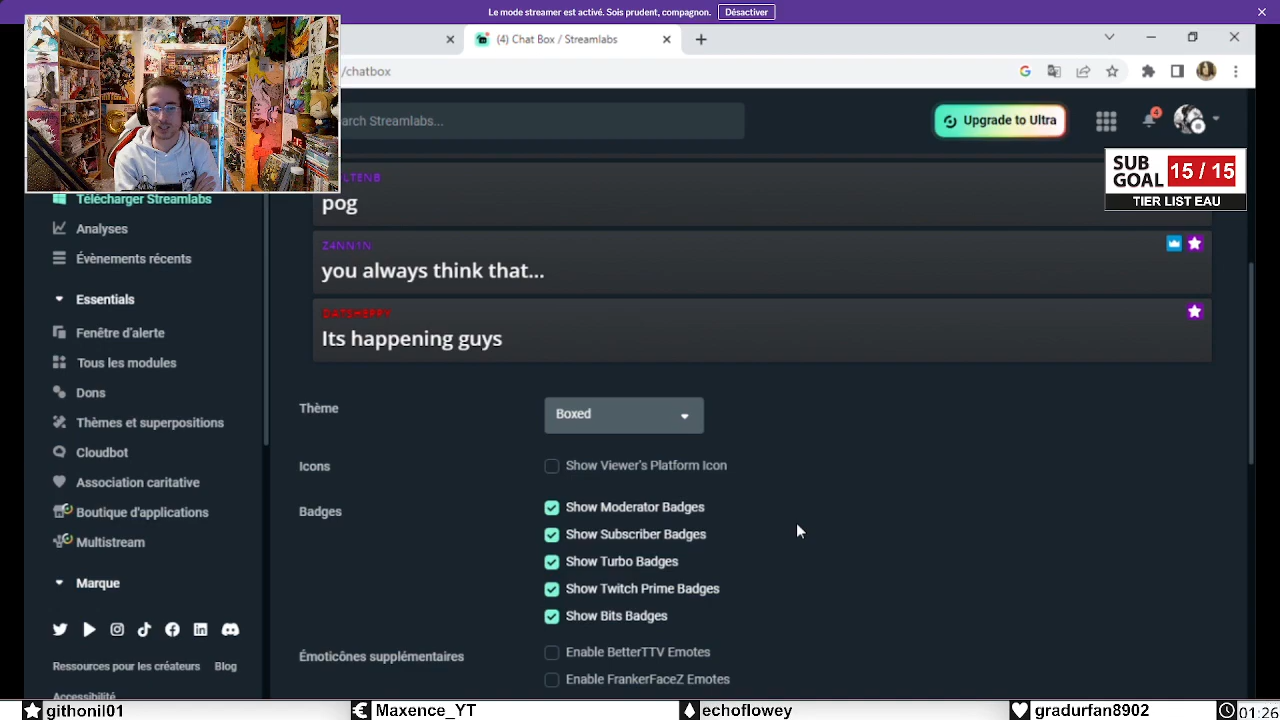 Le mode streamer est activé. Sois prudent, compagnon. Désactiver
(4) Chat Box / Streamlabs
/chatbox
arch Streamlabs...
Upgrade to Ultra
4
SUB GOAL 15 / 15
TIER LIST EAU
LTEN8
pog
Z4NN1N
you always think that...
DATSHERRY
Its happening guys
Télécharger Streamlabs
Analyses
Évènements récents
Essentials
Fenêtre d'alerte
Tous les modules
Dons
Thèmes et superpositions
Cloudbot
Association caritative
Boutique d'applications
Multistream
Marque
Ressources pour les créateurs Blog
Accessibilité
Thème Boxed
Icons Show Viewer's Platform Icon
Badges Show Moderator Badges
Show Subscriber Badges
Show Turbo Badges
Show Twitch Prime Badges
Show Bits Badges
Émoticônes supplémentaires Enable BetterTTV Emotes
Enable FrankerFaceZ Emotes
githonil01 Maxence_YT echoflowey gradurfan8902 01:26